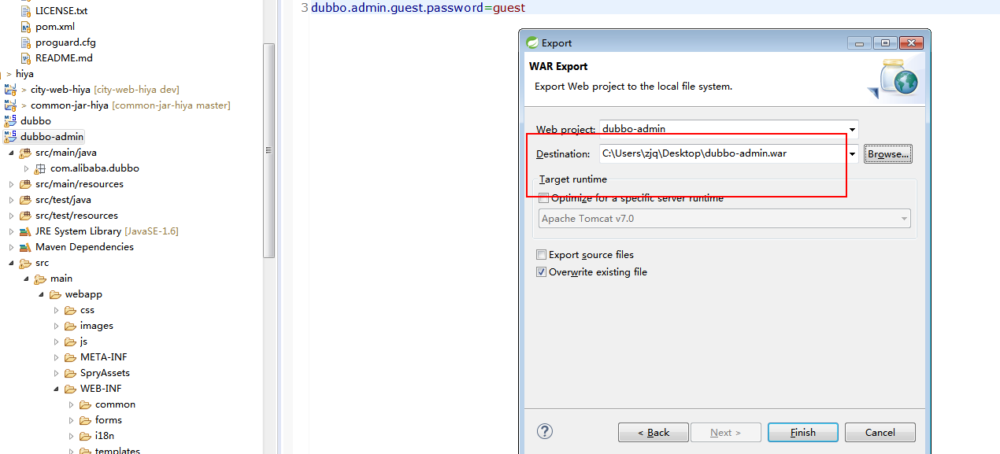 LICENSE.txt
pom.xml
proguard.cfg
README.md
> hiya
> city-web-hiya [city-web-hiya dev]
> common-jar-hiya [common-jar-hiya master]
dubbo
dubbo-admin
src/main/java
com.alibaba.dubbo
src/main/resources
src/test/java
src/test/resources
JRE System Library [JavaSE-1.6]
Maven Dependencies
src
main
webapp
css
images
js
META-INF
SpryAssets
WEB-INF
common
forms
i18n
templates
3 dubbo.admin.guest.password=guest
Export
WAR Export
Export Web project to the local file system.
Web project: dubbo-admin
Destination: C:\Users\zjq\Desktop\dubbo-admin.war Browse...
Target runtime
Optimize for a specific server runtime
Apache Tomcat v7.0
Export source files
Overwrite existing file
? < Back Next > Finish Cancel